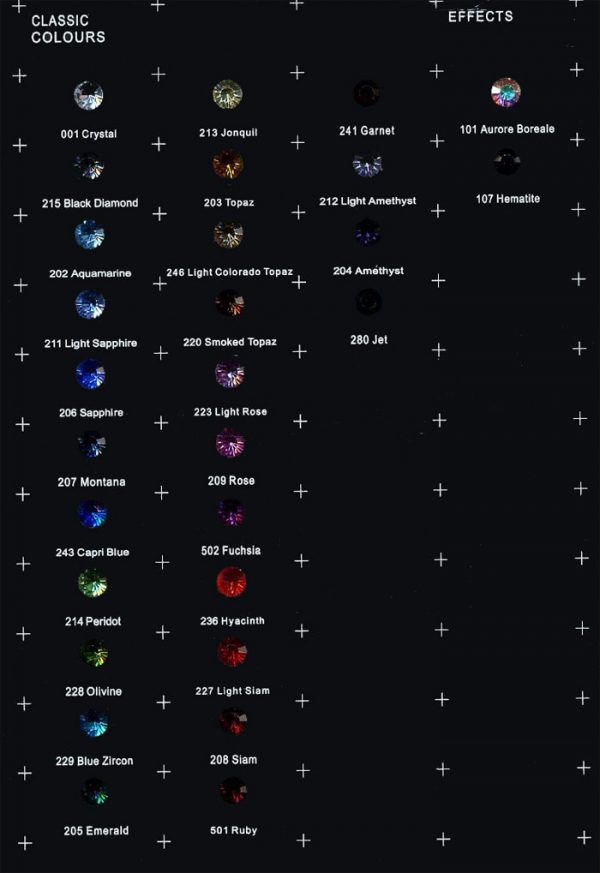 CLASSIC
COLOURS
EFFECTS
001 Crystal
213 Jonquil
241 Garnet
101 Aurore Boreale
215 Black Diamond
203 Topaz
212 Light Amethyst
107 Hematite
202 Aquamarine
246 Light Colorado Topaz
204 Amethyst
211 Light Sapphire
220 Smoked Topaz
280 Jet
206 Sapphire
223 Light Rose
207 Montana
209 Rose
243 Capri Blue
502 Fuchsia
214 Peridot
236 Hyacinth
228 Olivine
227 Light Siam
229 Blue Zircon
208 Siam
205 Emerald
501 Ruby